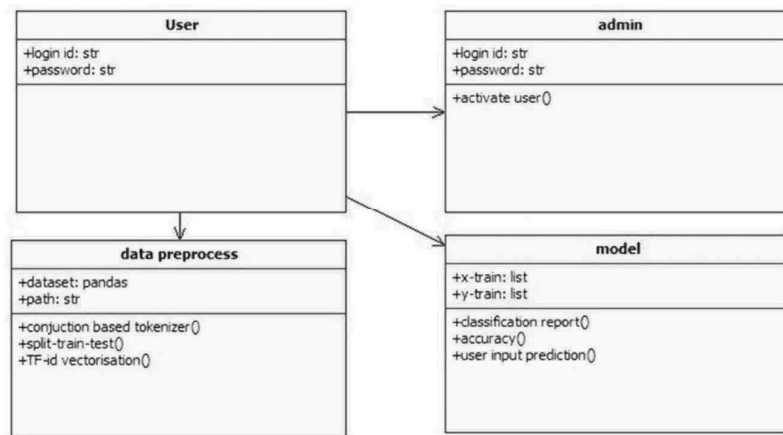 User
+login id: str
+password: str
admin
+login id: str
+password: str
+activate user()
data preprocess
+dataset: pandas
+path: str
+conjuction based tokenizer()
+split-train-test()
+TF-id vectorisation()
model
+x-train: list
+y-train: list
+classification report()
+accuracy()
+user input prediction()